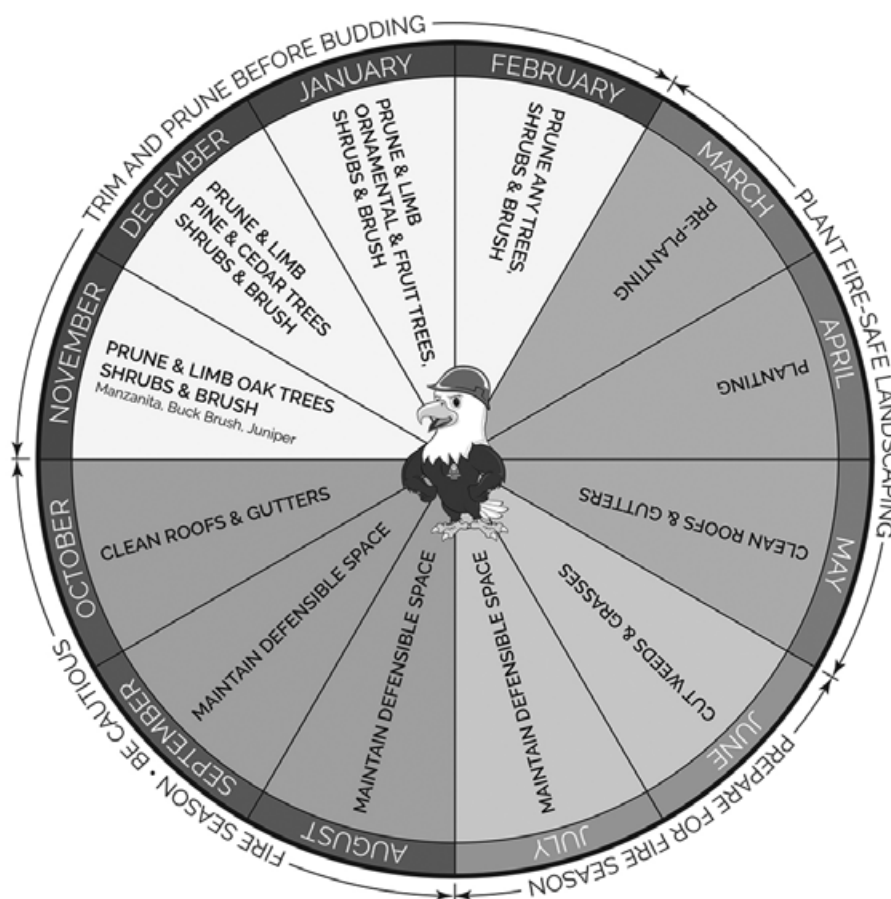 TRIM AND PRUNE BEFORE BUDDING
JANUARY
PRUNE & LIMB
ORNAMENTAL & FRUIT TREES,
SHRUBS & BRUSH
FEBRUARY
PRUNE ANY TREES,
SHRUBS & BRUSH
PLANT FIRE-SAFE LANDSCAPING
MARCH
PRE-PLANTING
APRIL
PLANTING
MAY
CLEAN ROOFS & GUTTERS
PREPARE FOR FIRE SEASON
JUNE
CUT WEEDS & GRASSES
JULY
MAINTAIN DEFENSIBLE SPACE
FIRE SEASON • BE CAUTIOUS
AUGUST
MAINTAIN DEFENSIBLE SPACE
SEPTEMBER
MAINTAIN DEFENSIBLE SPACE
OCTOBER
CLEAN ROOFS & GUTTERS
NOVEMBER
PRUNE & LIMB OAK TREES
SHRUBS & BRUSH
Manzanita, Buck Brush, Juniper
DECEMBER
PRUNE & LIMB
PINE & CEDAR TREES
SHRUBS & BRUSH